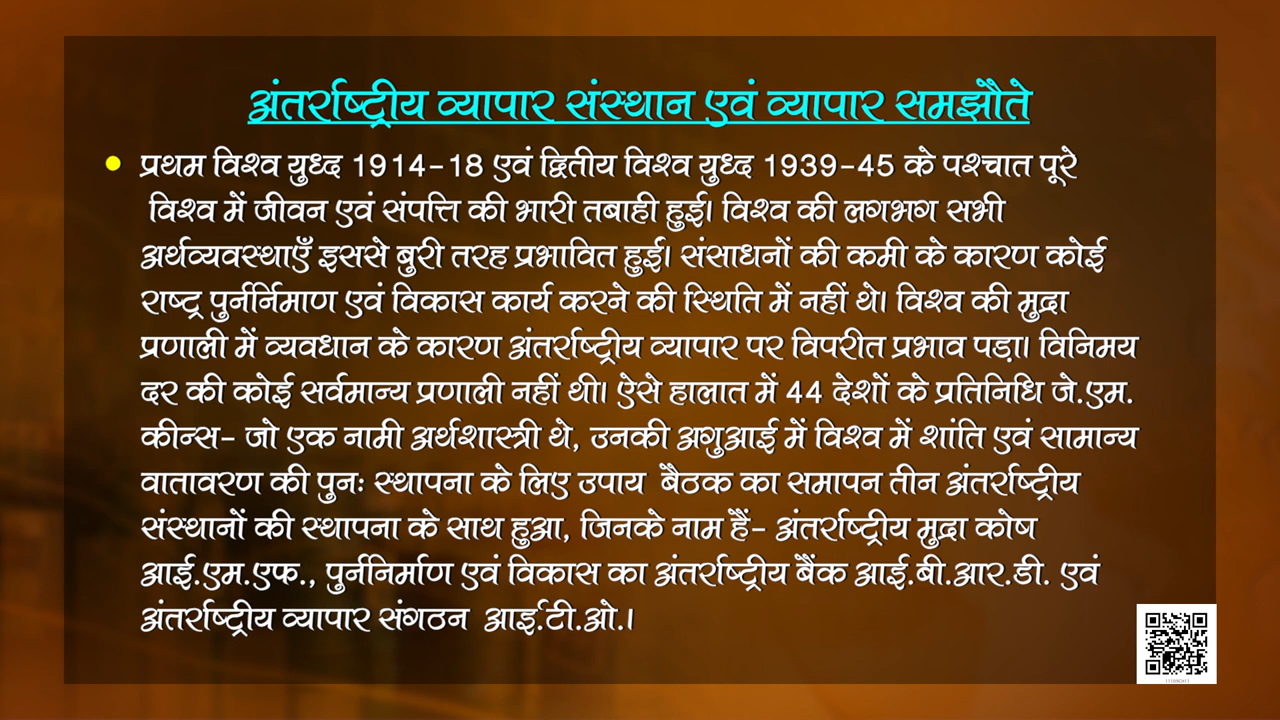 अंतर्राष्ट्रीय व्यापार संस्थान एवं व्यापार समझौते
प्रथम विश्व युध्द 1914-18 एवं द्वितीय विश्व युध्द 1939-45 के पश्चात पूरे
विश्व में जीवन एवं संपत्ति की भारी तबाही हुई। विश्व की लगभग सभी
अर्थव्यवस्थाएँ इससे बुरी तरह प्रभावित हुई। संसाधनों की कमी के कारण कोई
राष्ट्र पुर्नर्निमाण एवं विकास कार्य करने की स्थिति में नहीं थे। विश्व की मुद्रा
प्रणाली में व्यवधान के कारण अंतर्राष्ट्रीय व्यापार पर विपरीत प्रभाव पड़ा। विनिमय
दर की कोई सर्वमान्य प्रणाली नहीं थी। ऐसे हालात में 44 देशों के प्रतिनिधि जे.एम.
कीन्स- जो एक नामी अर्थशास्त्री थे, उनकी अगुआई में विश्व में शांति एवं सामान्य
वातावरण की पुनः स्थापना के लिए उपाय बैठक का समापन तीन अंतर्राष्ट्रीय
संस्थानों की स्थापना के साथ हुआ, जिनके नाम हैं- अंतर्राष्ट्रीय मुद्रा कोष
आई.एम.एफ., पुर्ननिर्माण एवं विकास का अंतर्राष्ट्रीय बैंक आई.बी.आर.डी. एवं
अंतर्राष्ट्रीय व्यापार संगठन आई.टी.ओ.।